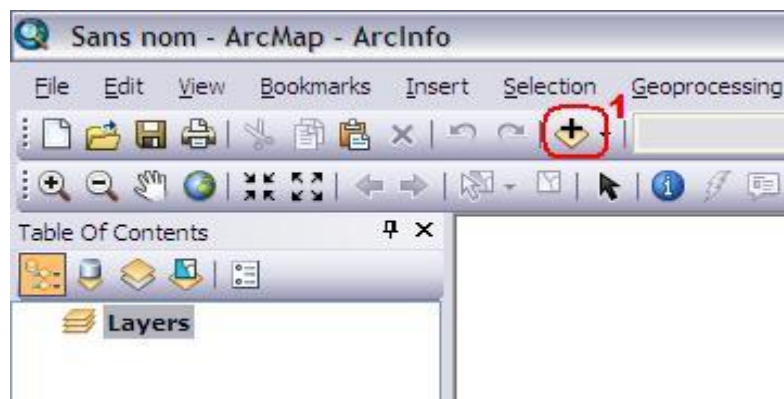 Sans nom - ArcMap - ArcInfo
File Edit View Bookmarks Insert Selection Geoprocessing
1
Table Of Contents
Layers